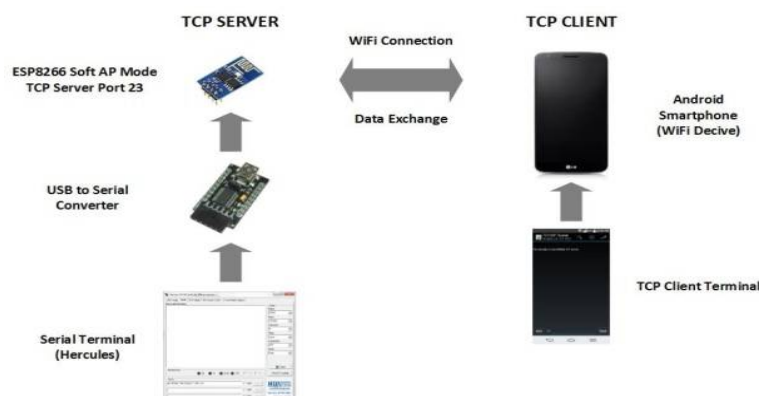 TCP SERVER
TCP CLIENT
WiFi Connection
ESP8266 Soft AP Mode
TCP Server Port 23
Data Exchange
Android
Smartphone
(WiFi Decive)
LG
USB to Serial
Converter
TCP Client Terminal
Serial Terminal
(Hercules)